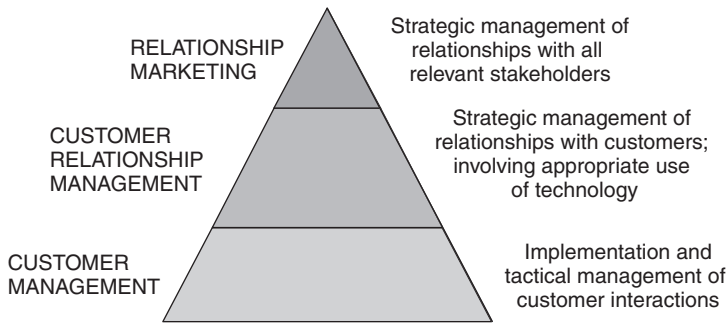 RELATIONSHIP
MARKETING
Strategic management of
relationships with all
relevant stakeholders
CUSTOMER
RELATIONSHIP
MANAGEMENT
Strategic management of
relationships with customers;
involving appropriate use
of technology
CUSTOMER
MANAGEMENT
Implementation and
tactical management of
customer interactions